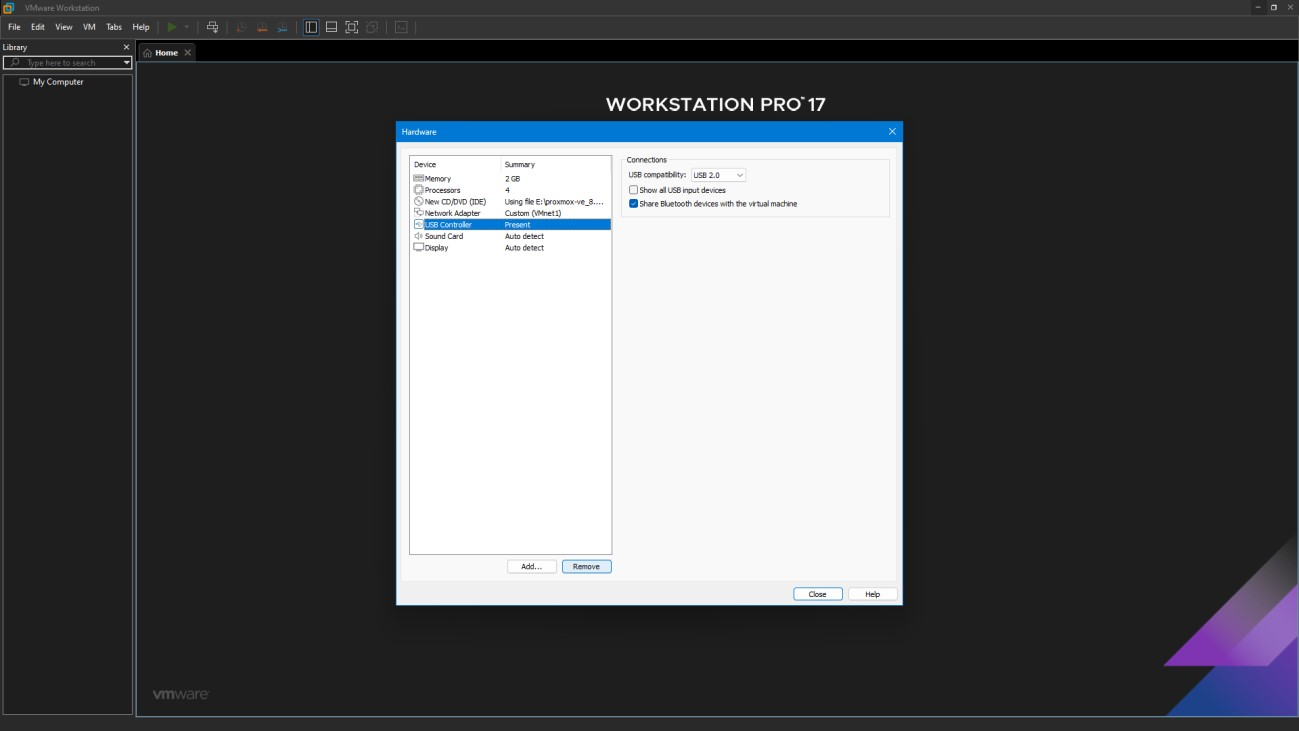 VMware Workstation
File Edit View VM Tabs Help
Library
Type here to search
My Computer
Home
WORKSTATION PRO™ 17
Hardware
Device Summary
Memory 2 GB
Processors 4
New CD/DVD (IDE) Using file E:\proxmox-ve_8....
Network Adapter Custom (VMnet1)
USB Controller Present
Sound Card Auto detect
Display Auto detect
Connections
USB compatibility: USB 2.0
Show all USB input devices
Share Bluetooth devices with the virtual machine
Add... Remove
Close Help
vmware